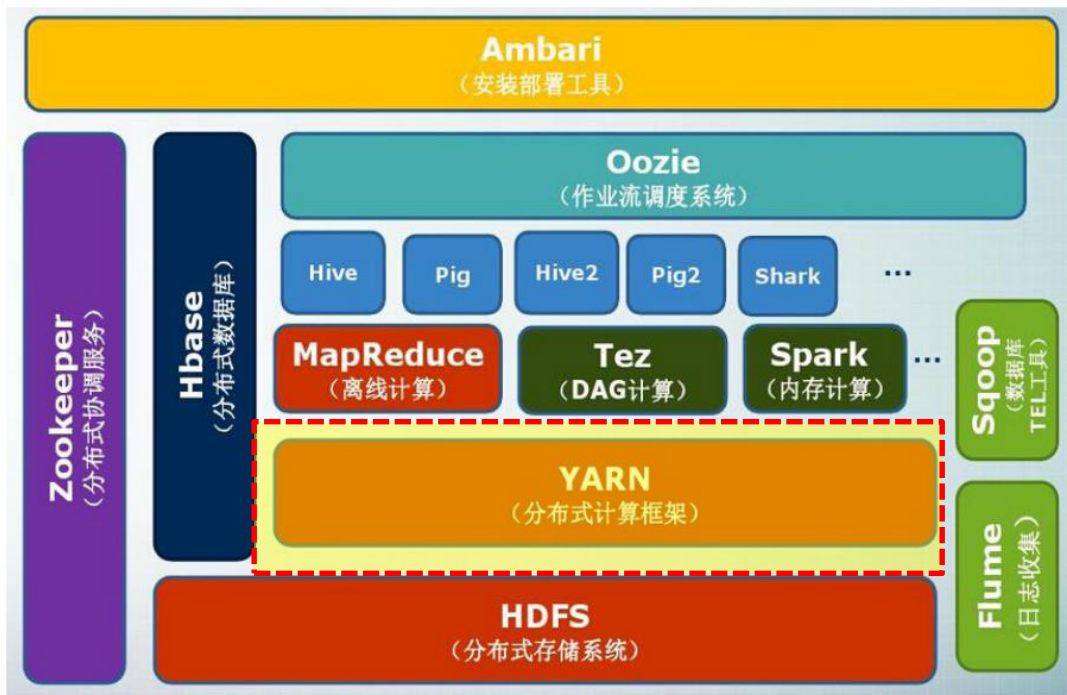 Ambari
（安装部署工具）
Zookeeper
（分布式协调服务）
Hbase
（分布式数据库）
Oozie
（作业流调度系统）
Hive
Pig
Hive2
Pig2
Shark
...
MapReduce
（离线计算）
Tez
（DAG计算）
Spark
（内存计算）
...
YARN
（分布式计算框架）
HDFS
（分布式存储系统）
Sqoop
（数据库
TEL工具）
Flume
（日志收集）